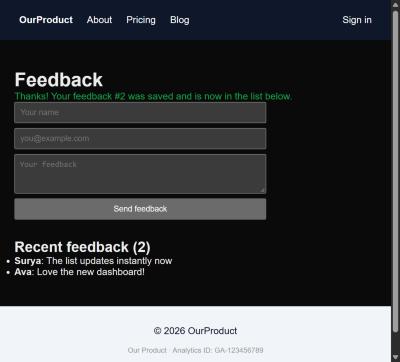 OurProduct About Pricing Blog Sign in
Feedback
Thanks! Your feedback #2 was saved and is now in the list below.
Your name
you@example.com
Your feedback
Send feedback
Recent feedback (2)
Surya: The list updates instantly now
Ava: Love the new dashboard!
© 2026 OurProduct
Our Product · Analytics ID: GA-123456789